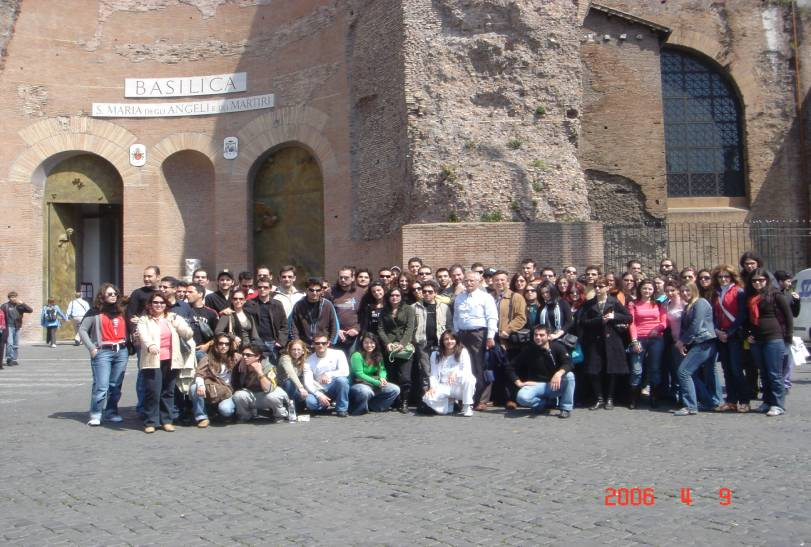 BASILICA
S. MARIA DEGLI ANGELI E DEI MARTIRI
2006 4 9